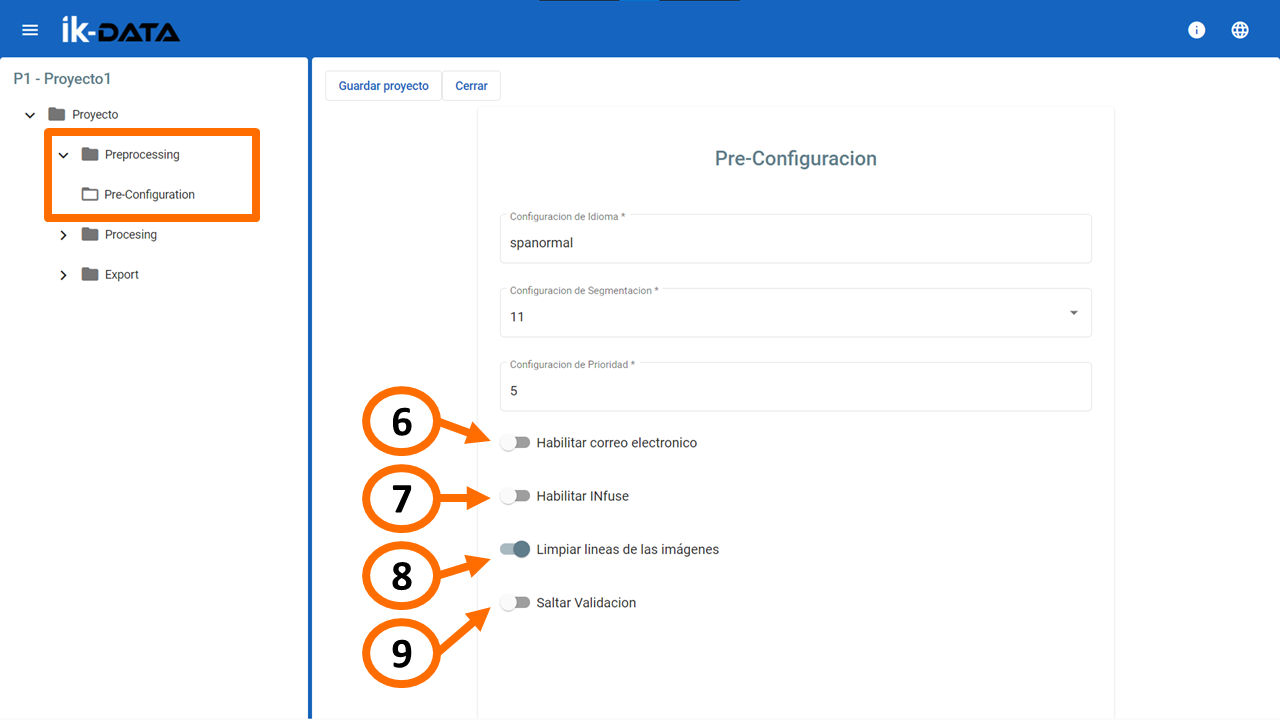 ik-DATA
P1 - Proyecto1
Proyecto
Preprocessing
Pre-Configuration
Procesing
Export
Guardar proyecto
Cerrar
Pre-Configuracion
Configuracion de Idioma *
spanormal
Configuracion de Segmentacion *
11
Configuracion de Prioridad *
5
6
Habilitar correo electronico
7
Habilitar INfuse
8
Limpiar lineas de las imágenes
9
Saltar Validacion